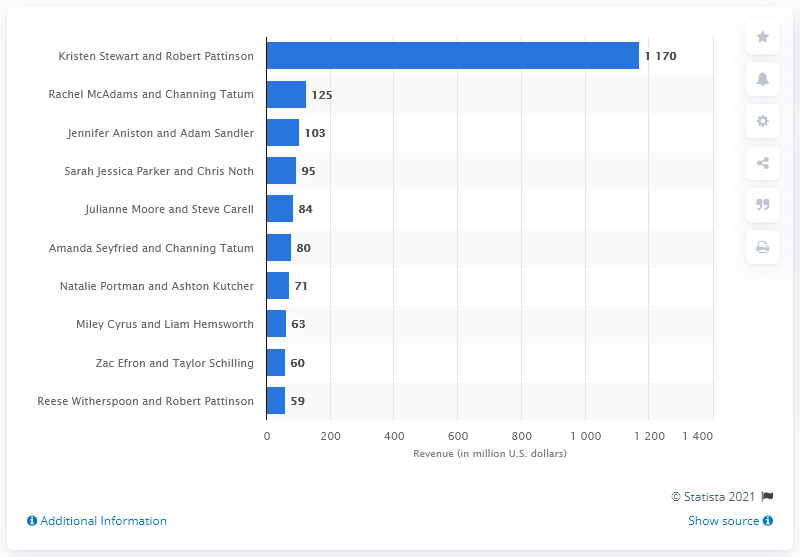 Kristen Stewart and Robert Pattinson 1 170
Rachel McAdams and Channing Tatum 125
Jennifer Aniston and Adam Sandler 103
Sarah Jessica Parker and Chris Noth 95
Julianne Moore and Steve Carell 84
Amanda Seyfried and Channing Tatum 80
Natalie Portman and Ashton Kutcher 71
Miley Cyrus and Liam Hemsworth 63
Zac Efron and Taylor Schilling 60
Reese Witherspoon and Robert Pattinson 59
0 200 400 600 800 1 000 1 200 1 400
Revenue (in million U.S. dollars)
© Statista 2021
Additional Information
Show source